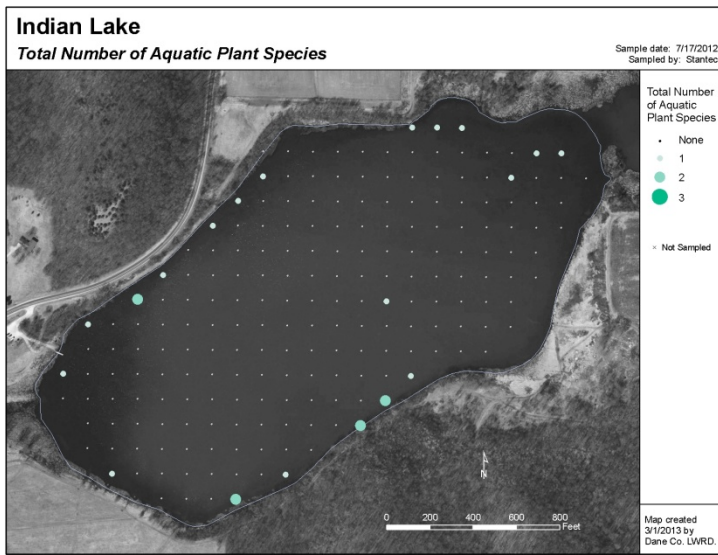 Indian Lake
Total Number of Aquatic Plant Species
Sample date: 7/17/2012
Sampled by: Stantec
Total Number
of Aquatic
Plant Species
None
1
2
3
× Not Sampled
N
0 200 400 600 800
Feet
Map created
3/1/2013 by
Dane Co. LWRD.